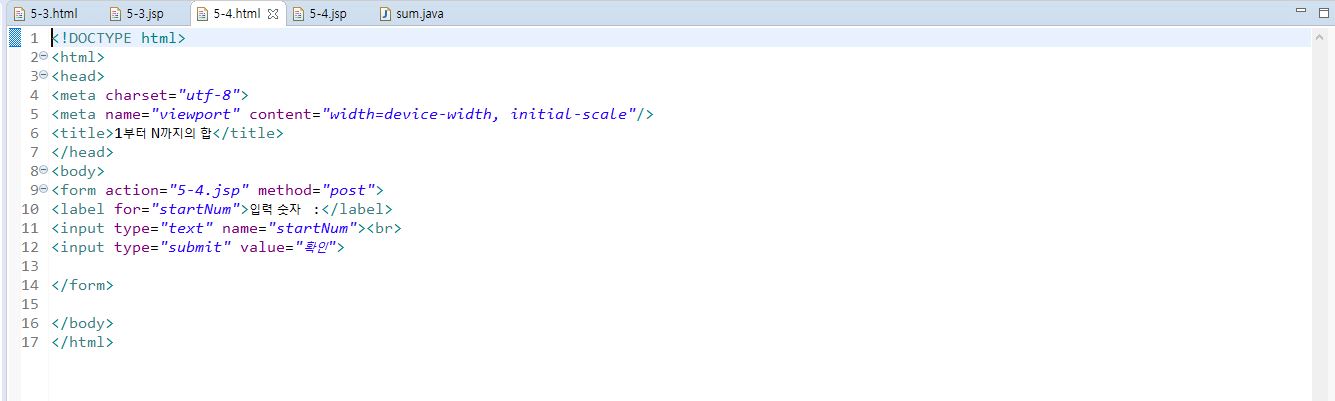 5-3.html 5-3.jsp 5-4.html 5-4.jsp sum.java
1 <!DOCTYPE html>
2 <html>
3 <head>
4 <meta charset="utf-8">
5 <meta name="viewport" content="width=device-width, initial-scale"/>
6 <title>1부터 N까지의 합</title>
7 </head>
8 <body>
9 <form action="5-4.jsp" method="post">
10 <label for="startNum">입력 숫자 :</label>
11 <input type="text" name="startNum"><br>
12 <input type="submit" value="확인">
13
14 </form>
15
16 </body>
17 </html>